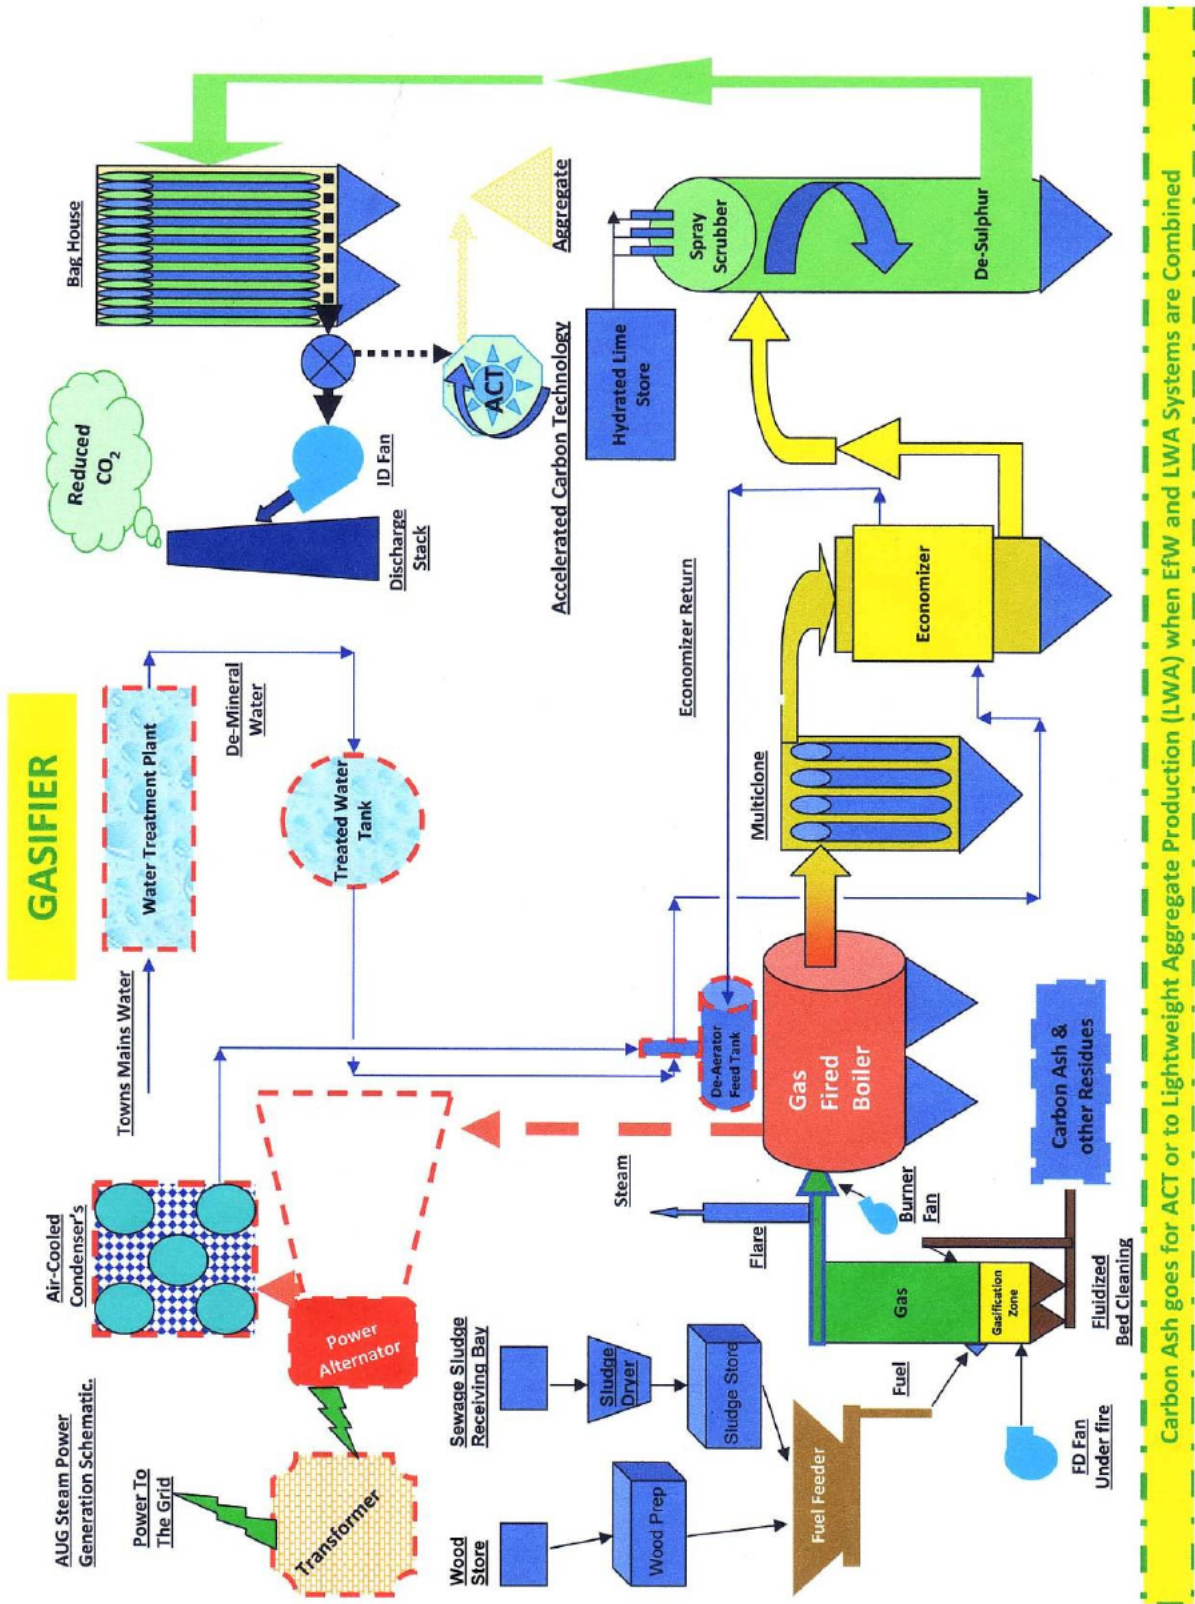 GASIFIER
AUG Steam Power
Generation Schematic.
Power To
The Grid
Transformer
Power
Alternator
Air-Cooled
Condenser's
Towns Mains Water
Water Treatment Plant
De-Mineral
Water
Treated Water
Tank
Reduced
CO2
Discharge
Stack
ID Fan
Bag House
ACT
Accelerated Carbon Technology
Aggregate
Wood
Store
Wood Prep
Sewage Sludge
Receiving Bay
Sludge
Dryer
Sludge Store
Fuel Feeder
Fuel
FD Fan
Under fire
Steam
Flare
Gas
Gasification
Zone
Burner
Fan
Fluidized
Bed Cleaning
Carbon Ash &
other Residues
De-Aerator
Feed Tank
Gas
Fired
Boiler
Multiclone
Economizer Return
Economizer
Hydrated Lime
Store
Spray
Scrubber
De-Sulphur
Carbon Ash goes for ACT or to Lightweight Aggregate Production (LWA) when EfW and LWA Systems are Combined